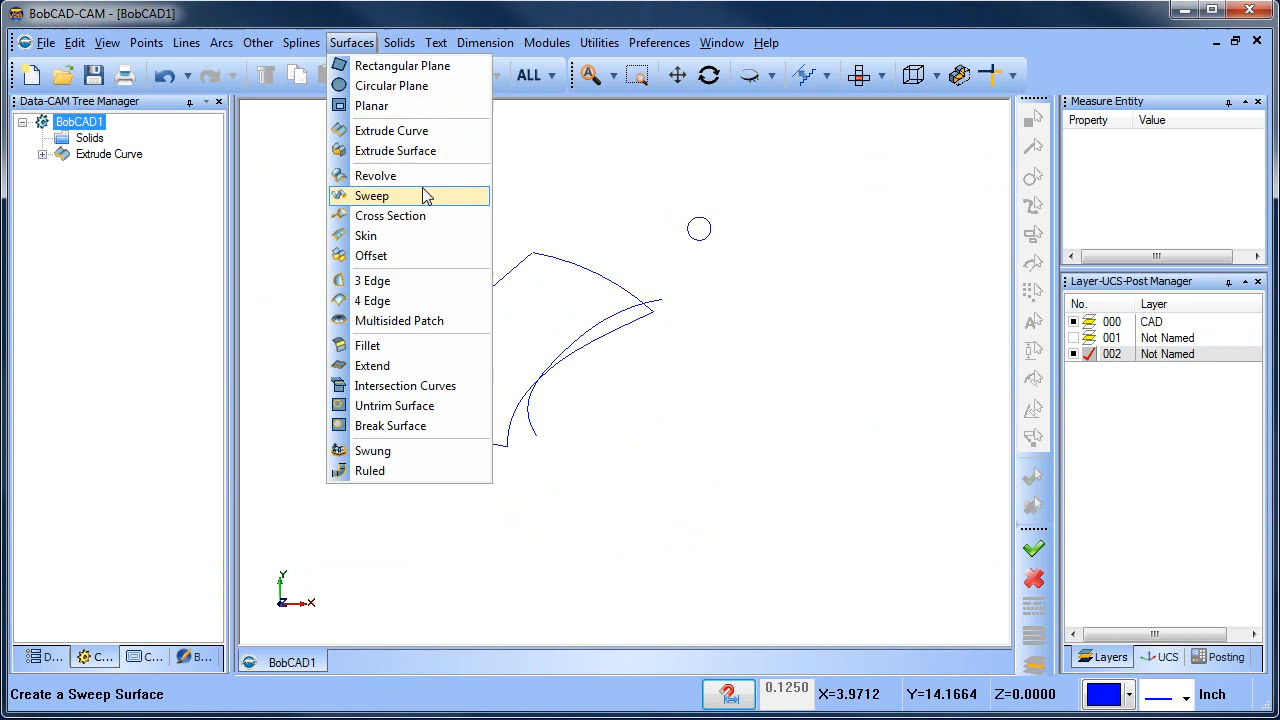 BobCAD-CAM - [BobCAD1]
File Edit View Points Lines Arcs Other Splines Surfaces Solids Text Dimension Modules Utilities Preferences Window Help
ALL
Data-CAM Tree Manager
BobCAD1
Solids
Extrude Curve
Rectangular Plane
Circular Plane
Planar
Extrude Curve
Extrude Surface
Revolve
Sweep
Cross Section
Skin
Offset
3 Edge
4 Edge
Multisided Patch
Fillet
Extend
Intersection Curves
Untrim Surface
Break Surface
Swung
Ruled
Y
Z X
Measure Entity
Property Value
Layer-UCS-Post Manager
No. Layer
000 CAD
001 Not Named
002 Not Named
D... C... C... B...
BobCAD1
Layers UCS Posting
Create a Sweep Surface
0.1250 X=3.9712 Y=14.1664 Z=0.0000 Inch